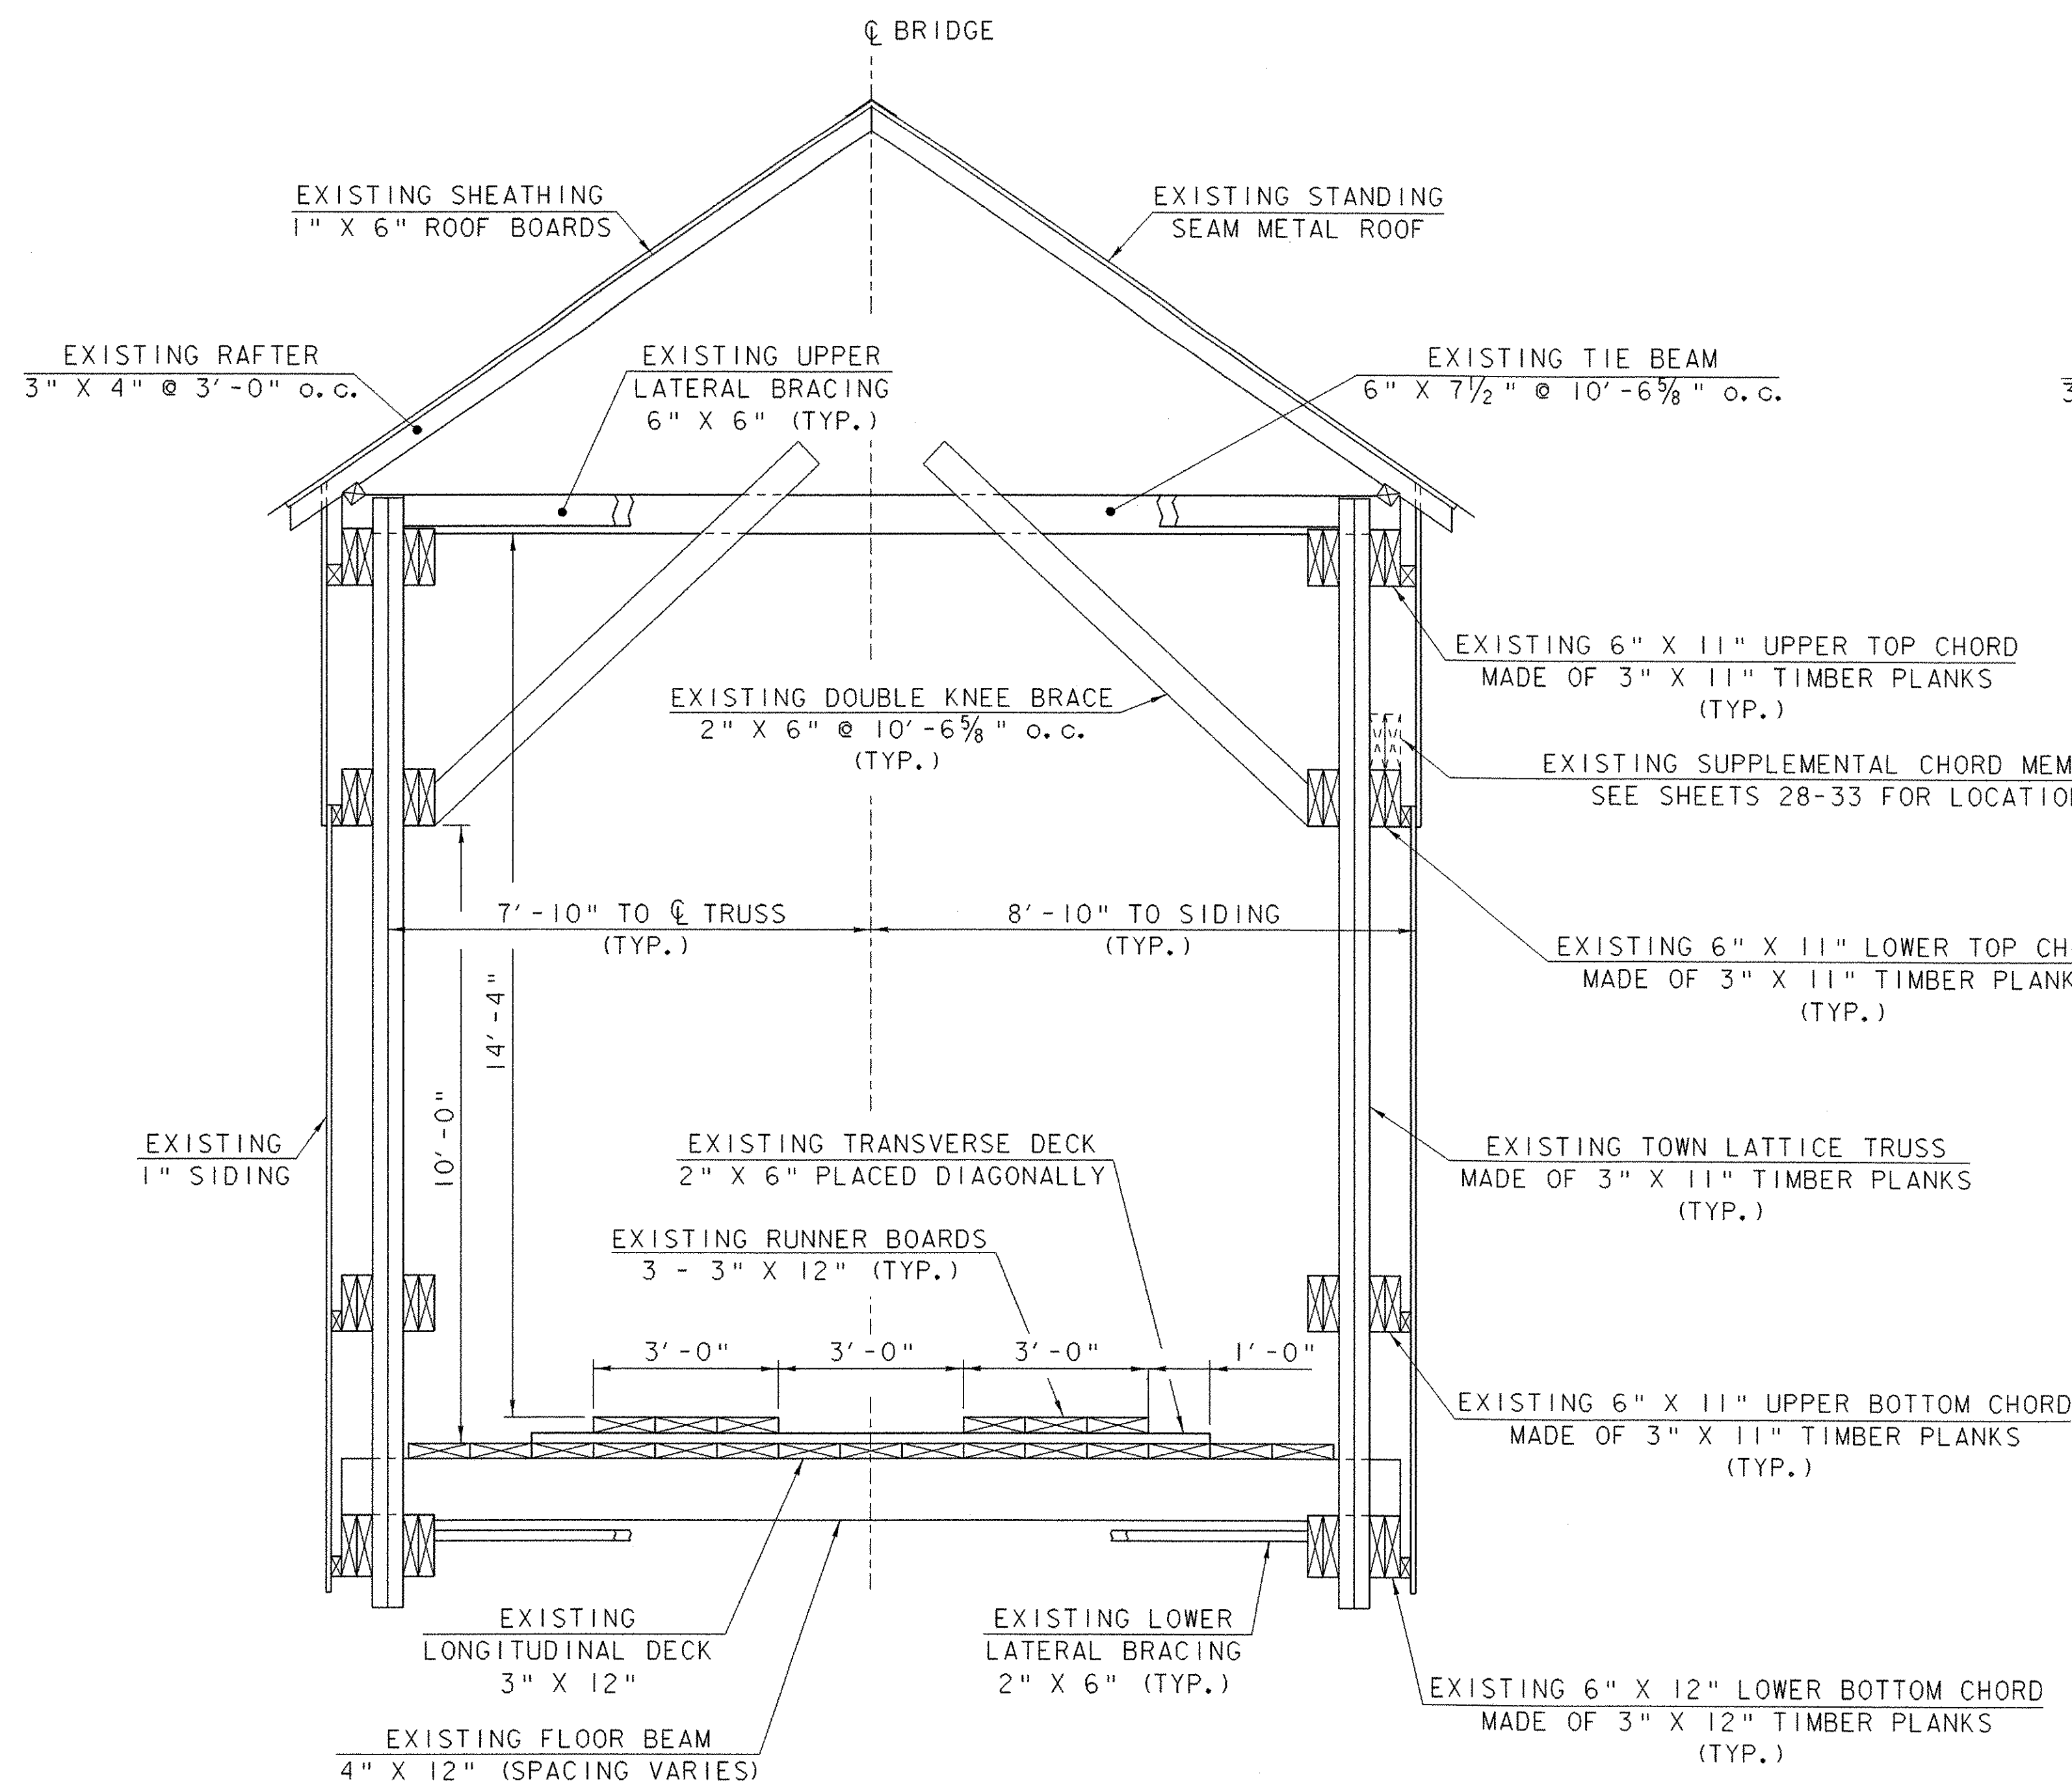 ℄ BRIDGE
EXISTING SHEATHING
1" X 6" ROOF BOARDS
EXISTING STANDING
SEAM METAL ROOF
EXISTING RAFTER
3" X 4" @ 3'-0" o.c.
EXISTING UPPER
LATERAL BRACING
6" X 6" (TYP.)
EXISTING TIE BEAM
6" X 7½" @ 10'-6⅝" o.c.
3
EXISTING 6" X 11" UPPER TOP CHORD
MADE OF 3" X 11" TIMBER PLANKS
(TYP.)
EXISTING DOUBLE KNEE BRACE
2" X 6" @ 10'-6⅝" o.c.
(TYP.)
EXISTING SUPPLEMENTAL CHORD MEM
SEE SHEETS 28-33 FOR LOCATIO
7'-10" TO ℄ TRUSS
(TYP.)
8'-10" TO SIDING
(TYP.)
EXISTING 6" X 11" LOWER TOP CH
MADE OF 3" X 11" TIMBER PLANK
(TYP.)
14'-4"
10'-0"
EXISTING
1" SIDING
EXISTING TRANSVERSE DECK
2" X 6" PLACED DIAGONALLY
EXISTING TOWN LATTICE TRUSS
MADE OF 3" X 11" TIMBER PLANKS
(TYP.)
EXISTING RUNNER BOARDS
3 - 3" X 12" (TYP.)
3'-0" 3'-0" 3'-0" 1'-0"
EXISTING 6" X 11" UPPER BOTTOM CHORD
MADE OF 3" X 11" TIMBER PLANKS
(TYP.)
EXISTING
LONGITUDINAL DECK
3" X 12"
EXISTING LOWER
LATERAL BRACING
2" X 6" (TYP.)
EXISTING 6" X 12" LOWER BOTTOM CHORD
MADE OF 3" X 12" TIMBER PLANKS
(TYP.)
EXISTING FLOOR BEAM
4" X 12" (SPACING VARIES)